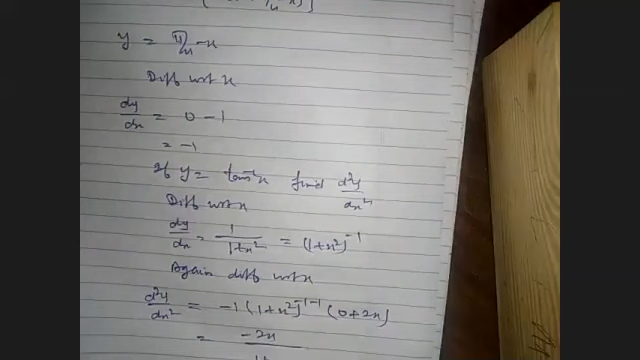 y = π/4 - x
Diff wrt x
dy/dx = 0 - 1
= -1
If y = tan⁻¹x find d²y/dx²
Diff wrt x
dy/dx = 1/(1+x²) = (1+x²)⁻¹
Again diff wrt x
d²y/dx² = -1(1+x²)⁻¹⁻¹ (0+2x)
= -2x